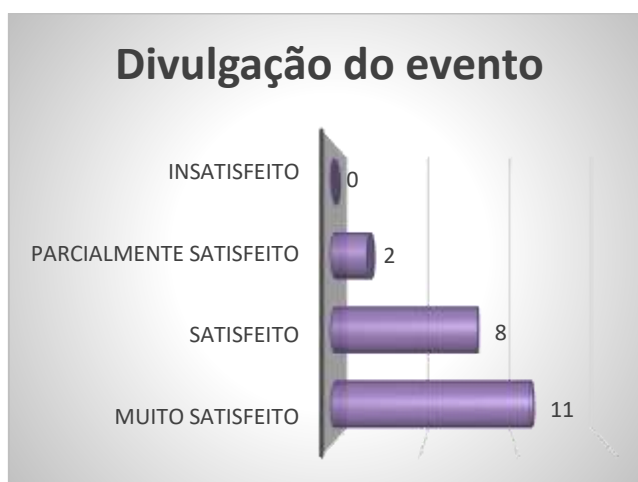 Divulgação do evento
INSATISFEITO 0
PARCIALMENTE SATISFEITO 2
SATISFEITO 8
MUITO SATISFEITO 11